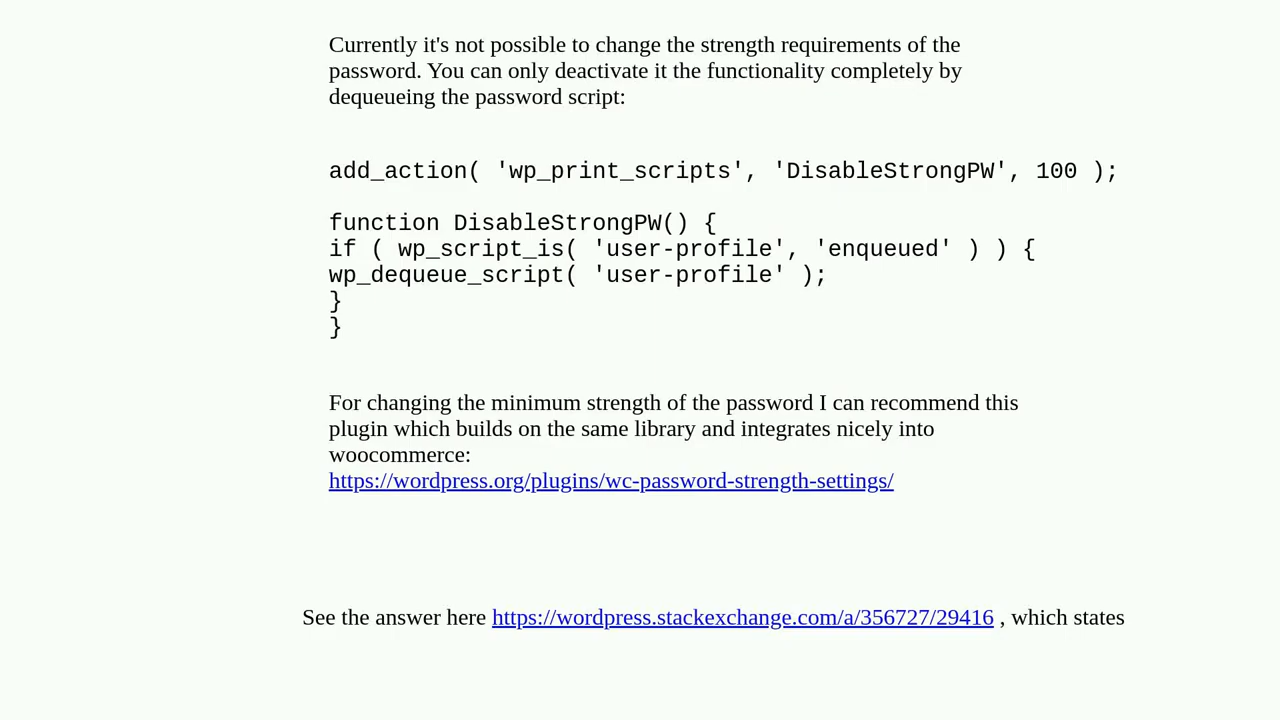 Currently it's not possible to change the strength requirements of the
password. You can only deactivate it the functionality completely by
dequeueing the password script:
add_action( 'wp_print_scripts', 'DisableStrongPW', 100 );
function DisableStrongPW() {
if ( wp_script_is( 'user-profile', 'enqueued' ) ) {
wp_dequeue_script( 'user-profile' );
}
}
For changing the minimum strength of the password I can recommend this
plugin which builds on the same library and integrates nicely into
woocommerce:
https://wordpress.org/plugins/wc-password-strength-settings/
See the answer here https://wordpress.stackexchange.com/a/356727/29416 , which states